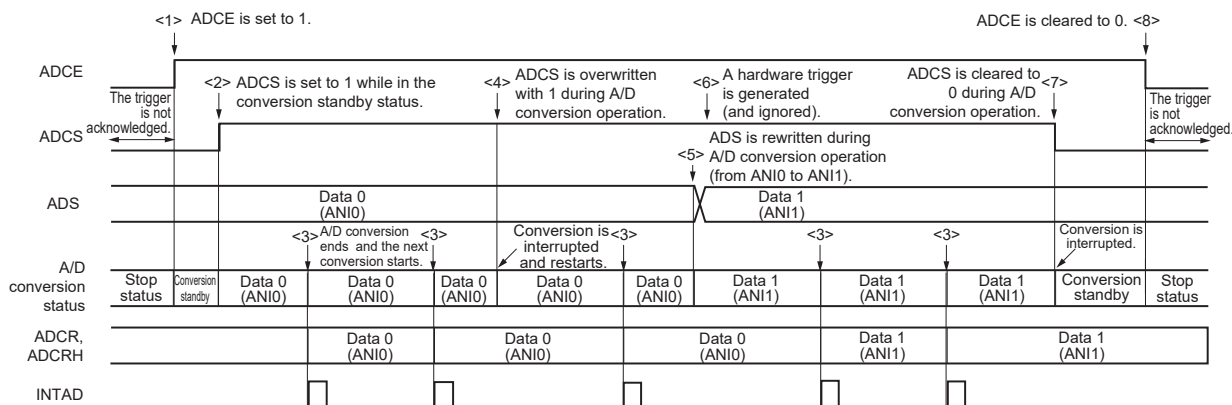 <1> ADCE is set to 1.
ADCE is cleared to 0. <8>
ADCE
The trigger
is not
acknowledged.
<2> ADCS is set to 1 while in the
conversion standby status.
<4> ADCS is overwritten
with 1 during A/D
conversion operation.
<6> A hardware trigger
is generated
(and ignored).
ADCS is cleared to <7>
0 during A/D
conversion operation.
The trigger
is not
acknowledged.
ADCS
<5> ADS is rewritten during
A/D conversion operation
(from ANI0 to ANI1).
ADS
Data 0
(ANI0)
Data 1
(ANI1)
<3> A/D conversion
ends and the next
conversion starts.
<3>
Conversion is
interrupted
and restarts.
<3>
<3>
<3>
Conversion is
interrupted.
A/D
conversion
status
Stop
status
Conversion
standby
Data 0
(ANI0)
Data 0
(ANI0)
Data 0
(ANI0)
Data 0
(ANI0)
Data 0
(ANI0)
Data 1
(ANI1)
Data 1
(ANI1)
Data 1
(ANI1)
Conversion
standby
Stop
status
ADCR,
ADCRH
Data 0
(ANI0)
Data 0
(ANI0)
Data 0
(ANI0)
Data 1
(ANI1)
Data 1
(ANI1)
INTAD